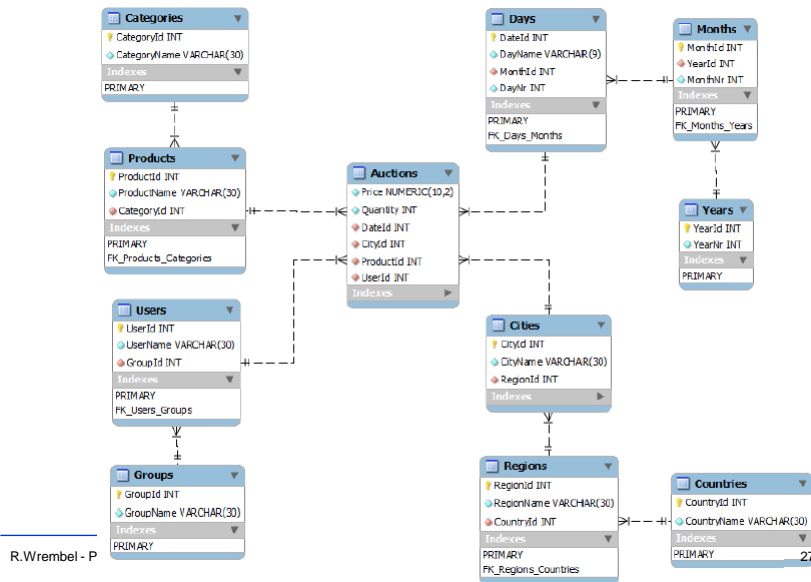 Categories
CategoryId INT
CategoryName VARCHAR(30)
Indexes
PRIMARY
Products
ProductId INT
ProductName VARCHAR(30)
CategoryId INT
Indexes
PRIMARY
FK_Products_Categories
Users
UserId INT
UserName VARCHAR(30)
GroupId INT
Indexes
PRIMARY
FK_Users_Groups
Groups
GroupId INT
GroupName VARCHAR(30)
Indexes
PRIMARY
Auctions
Price NUMERIC(10,2)
Quantity INT
DateId INT
CityId INT
ProductId INT
UserId INT
Indexes
Days
DateId INT
DayName VARCHAR(9)
MonthId INT
DayNr INT
Indexes
PRIMARY
FK_Days_Months
Months
MonthId INT
YearId INT
MonthNr INT
Indexes
PRIMARY
FK_Months_Years
Years
YearId INT
YearNr INT
Indexes
PRIMARY
Cities
CityId INT
CityName VARCHAR(30)
RegionId INT
Indexes
Regions
RegionId INT
RegionName VARCHAR(30)
CountryId INT
Indexes
PRIMARY
FK_Regions_Countries
Countries
CountryId INT
CountryName VARCHAR(30)
Indexes
PRIMARY
R.Wrembel - P
27